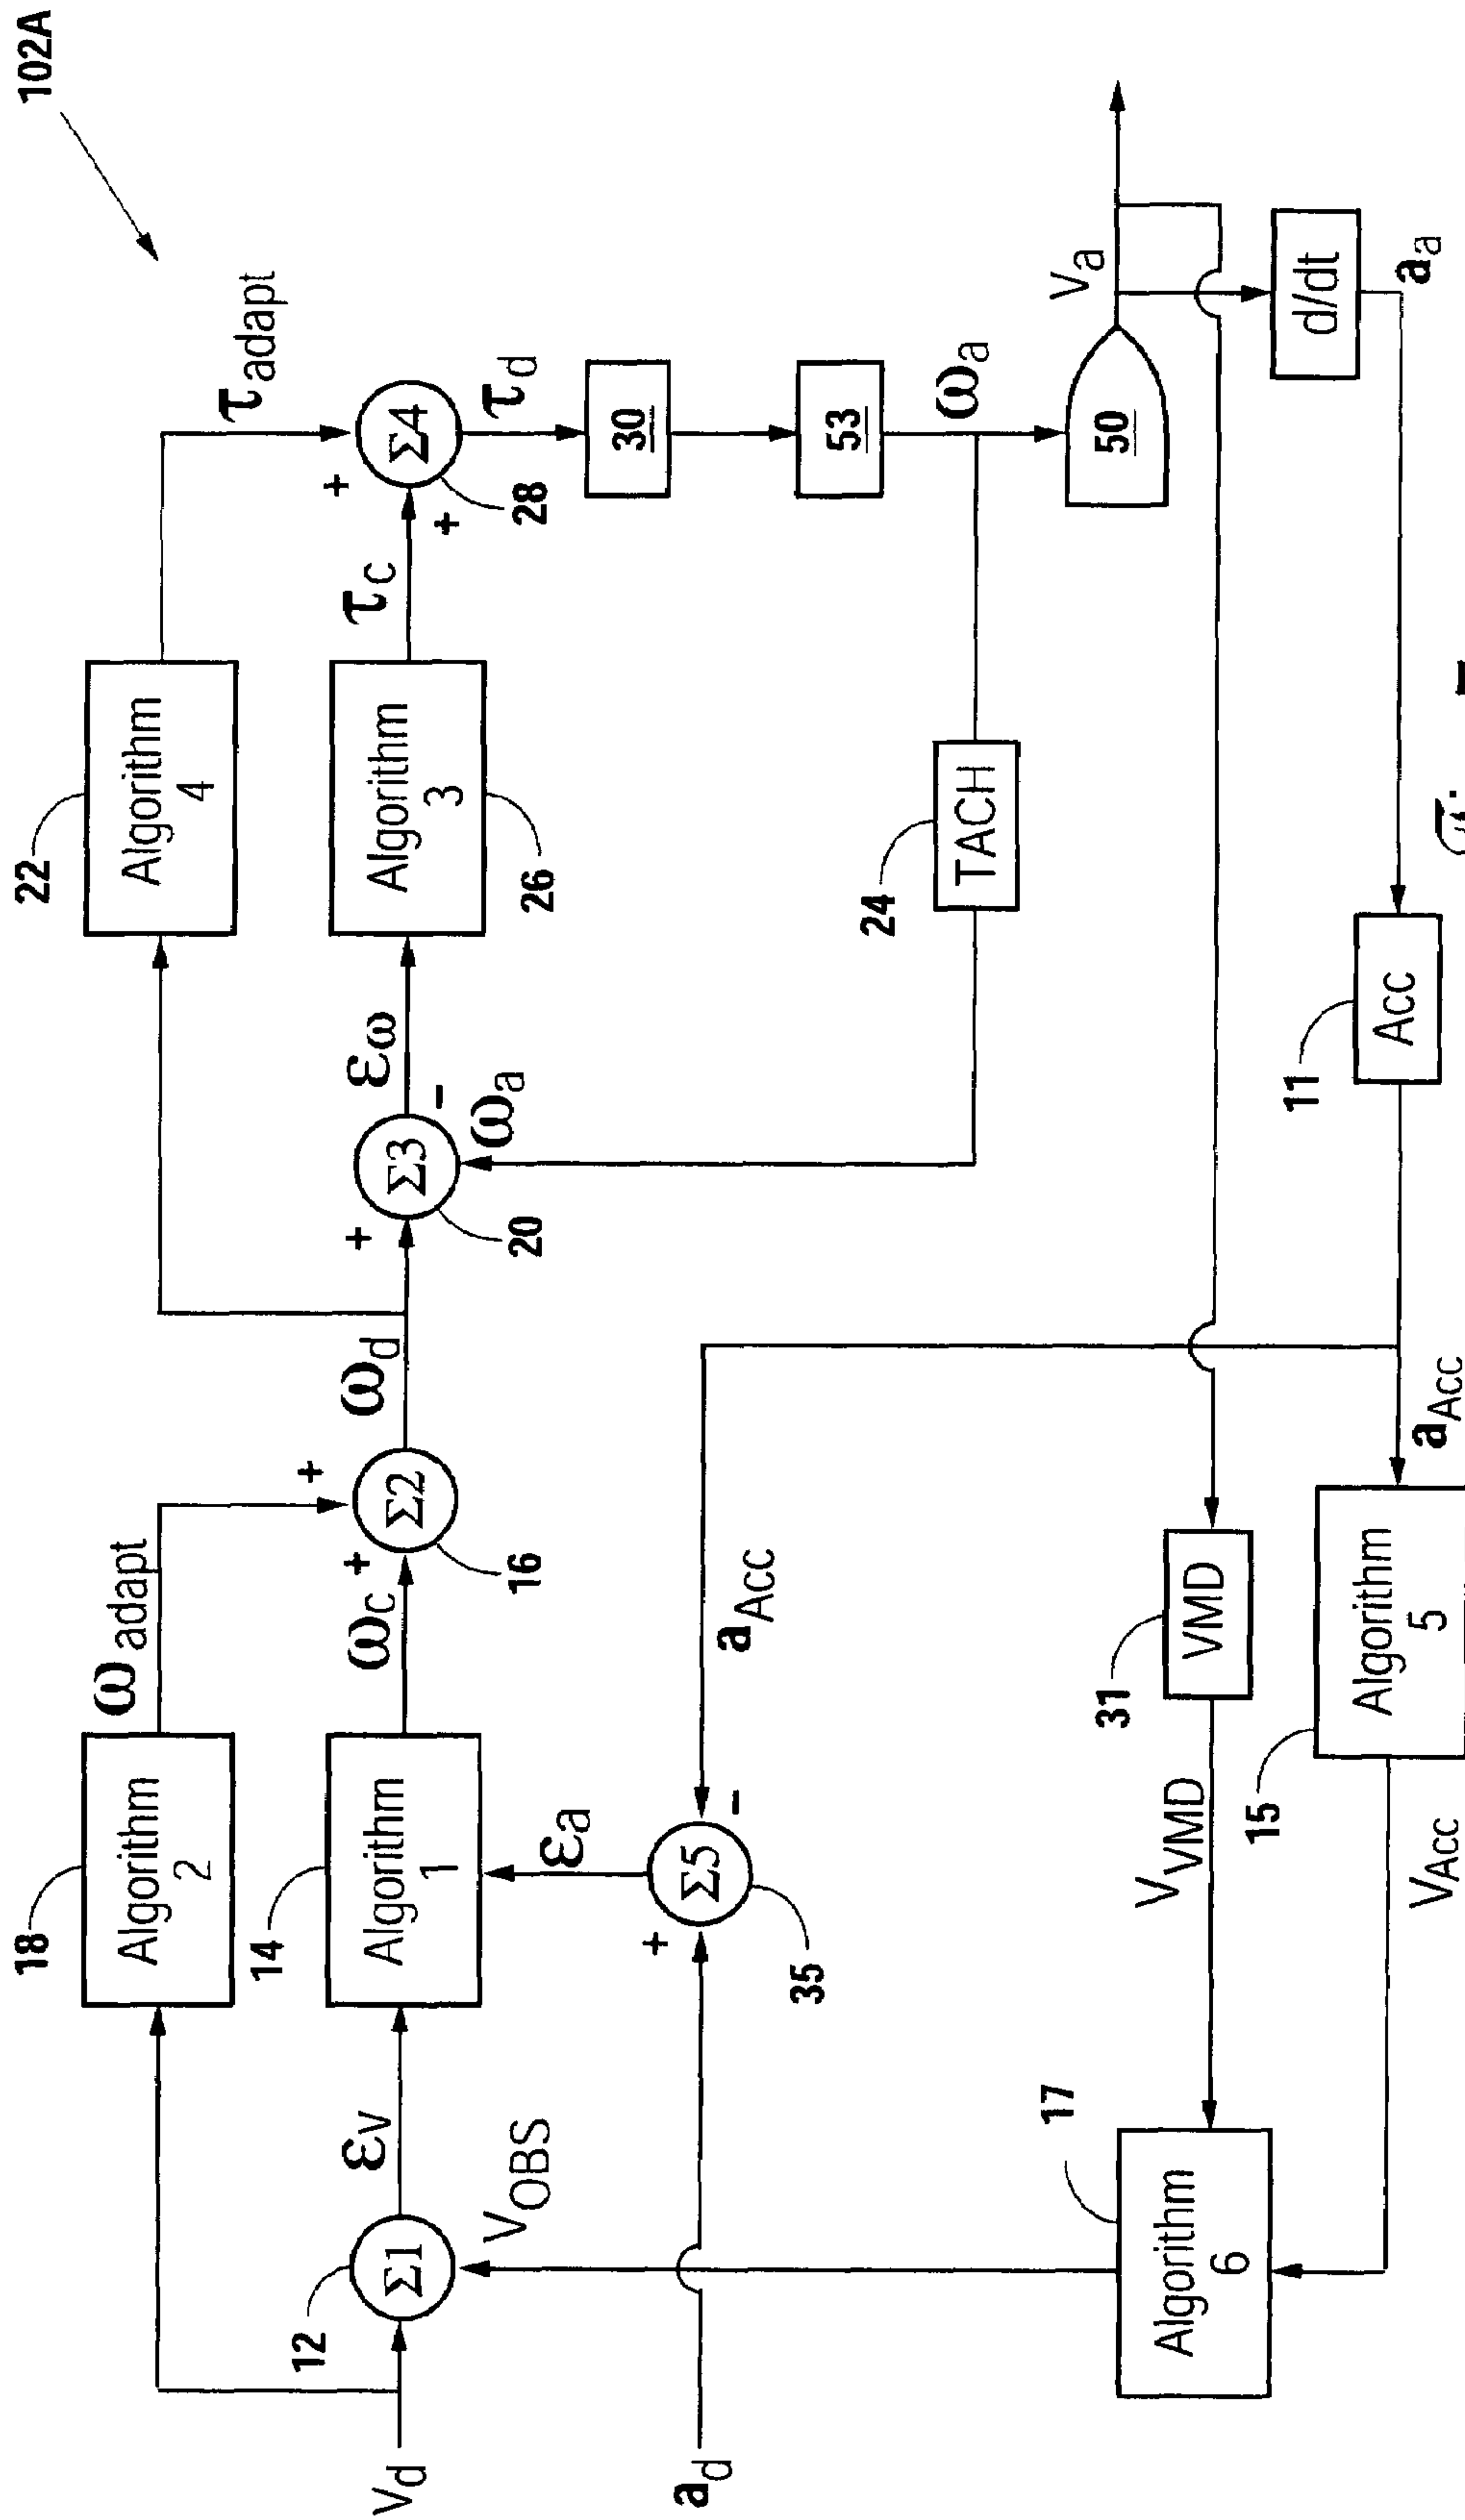 102A
22
Algorithm
4
τadapt
18
Algorithm
2
ωadapt
14
Algorithm
1
ωc
+
+
Σ2
16
ωd
+
Σ3
20
-
ωa
εω
Algorithm
3
26
τc
+
+
Σ4
28
τd
30
53
ωa
50
Va
d/dt
aa
24
TACH
Vd
12
Σ1
εv
VOBS
ad
+
Σ5
35
-
εa
aAcc
11
Acc
aAcc
31
VMD
VVMD
15
Algorithm
5
VAcc
17
Algorithm
6